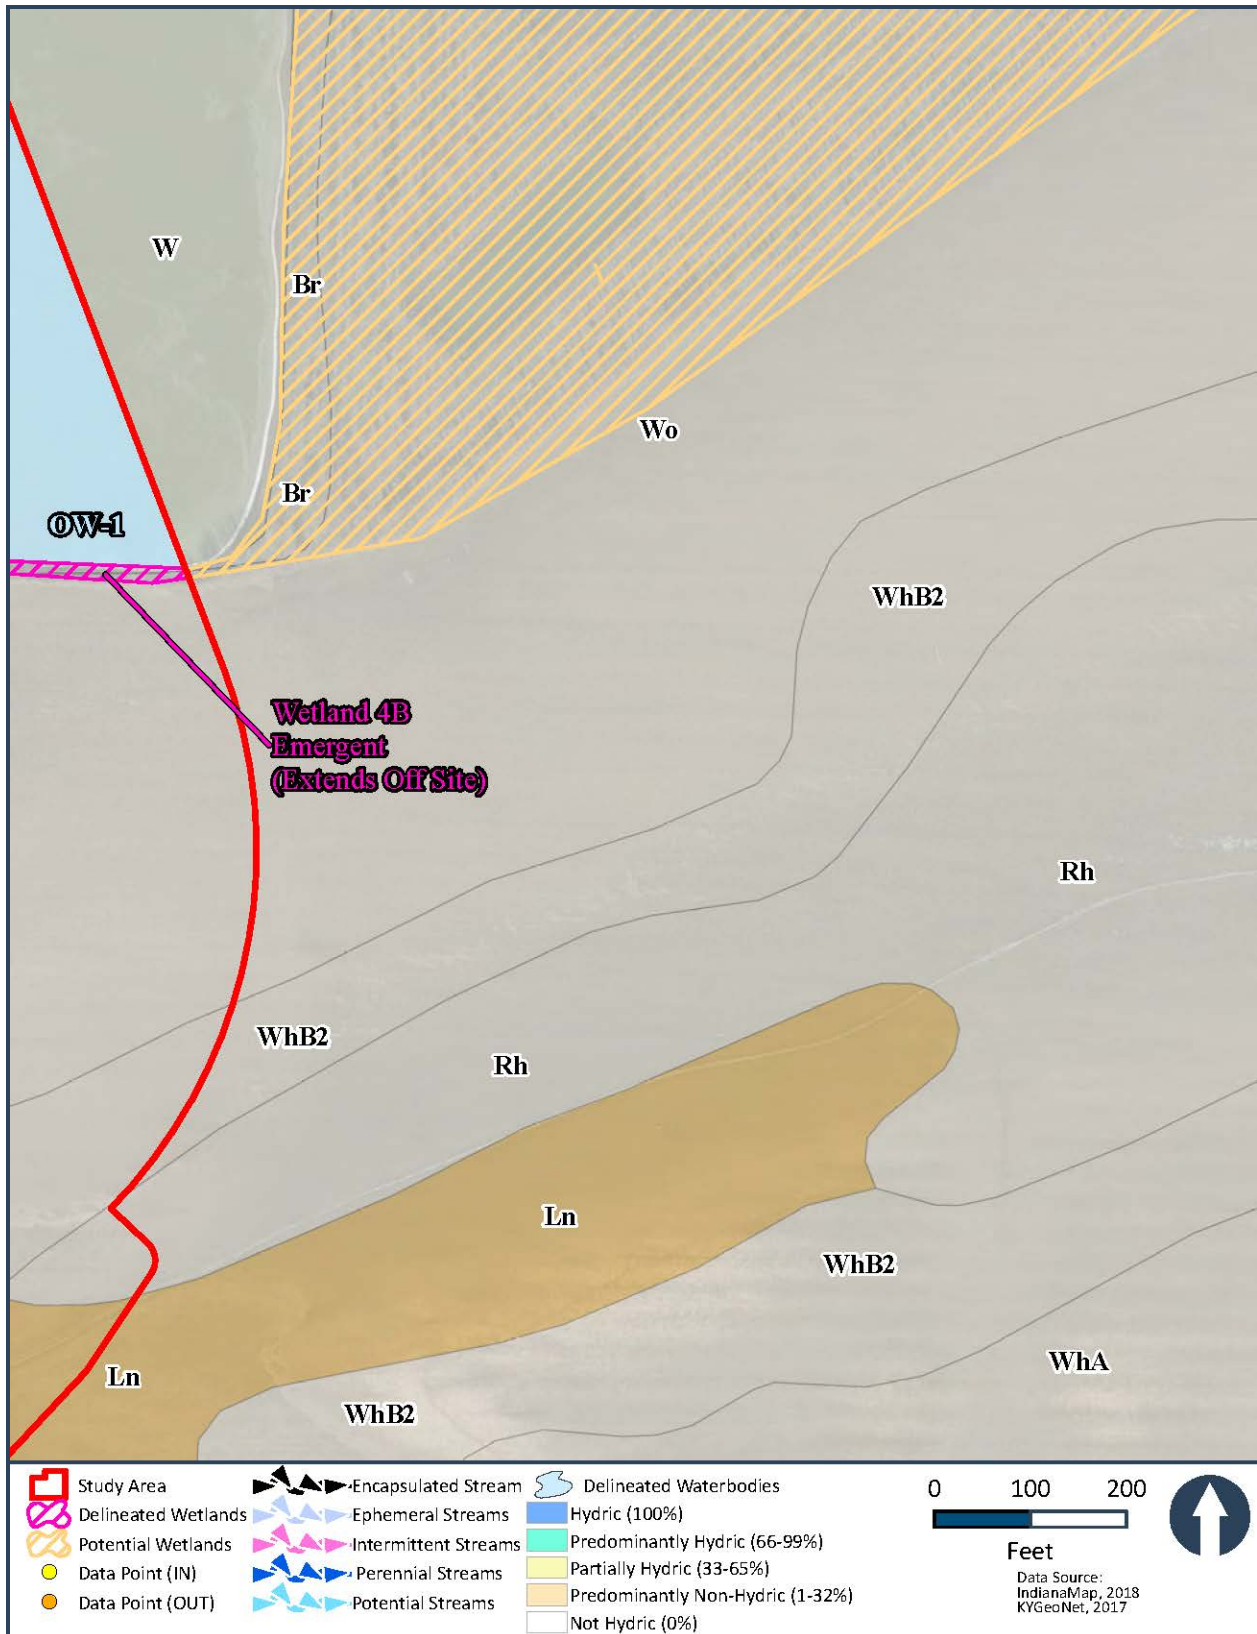 W
Br
Wo
Br
OW-1
WhB2
Wetland 4B
Emergent
(Extends Off Site)
Rh
WhB2
Rh
Ln
WhB2
WhA
Ln
WhB2
Study Area
Delineated Wetlands
Potential Wetlands
Data Point (IN)
Data Point (OUT)
Encapsulated Stream
Ephemeral Streams
Intermittent Streams
Perennial Streams
Potential Streams
Delineated Waterbodies
Hydric (100%)
Predominantly Hydric (66-99%)
Partially Hydric (33-65%)
Predominantly Non-Hydric (1-32%)
Not Hydric (0%)
0 100 200
Feet
Data Source:
IndianaMap, 2018
KYGeoNet, 2017